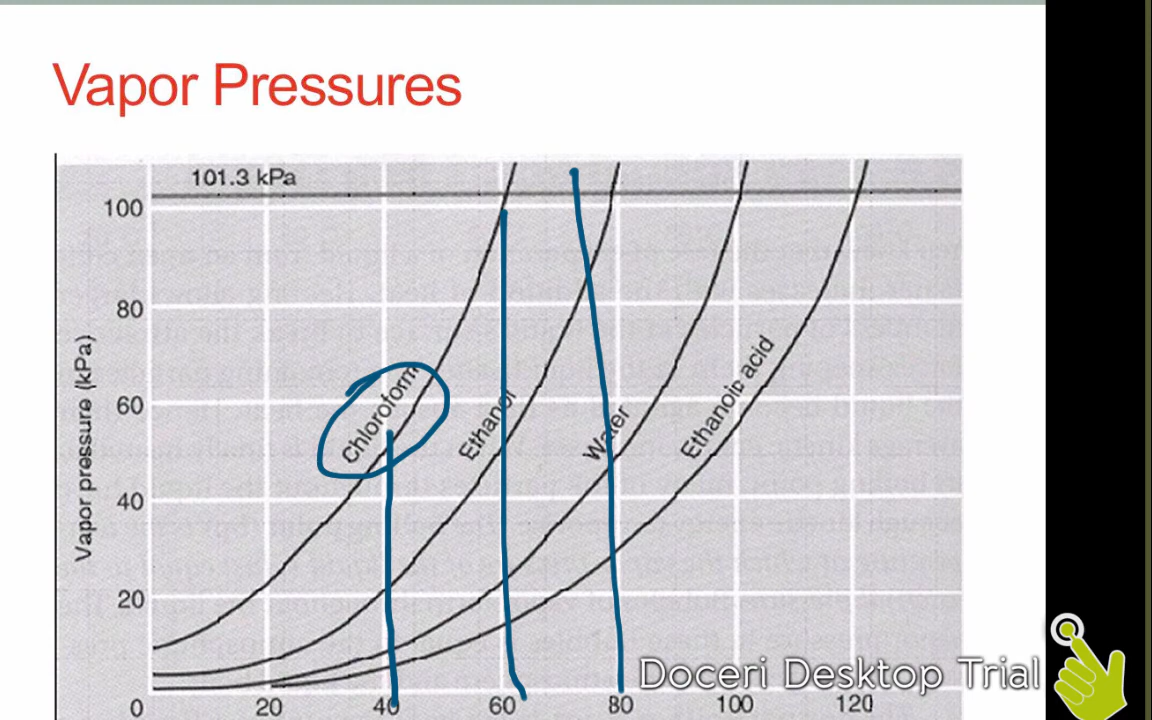 Vapor Pressures
101.3 kPa
100
80
60
40
20
0
Vapor pressure (kPa)
Chloroform
Ethanol
Water
Ethanoic acid
20 40 60 80 100 120
Doceri Desktop Trial